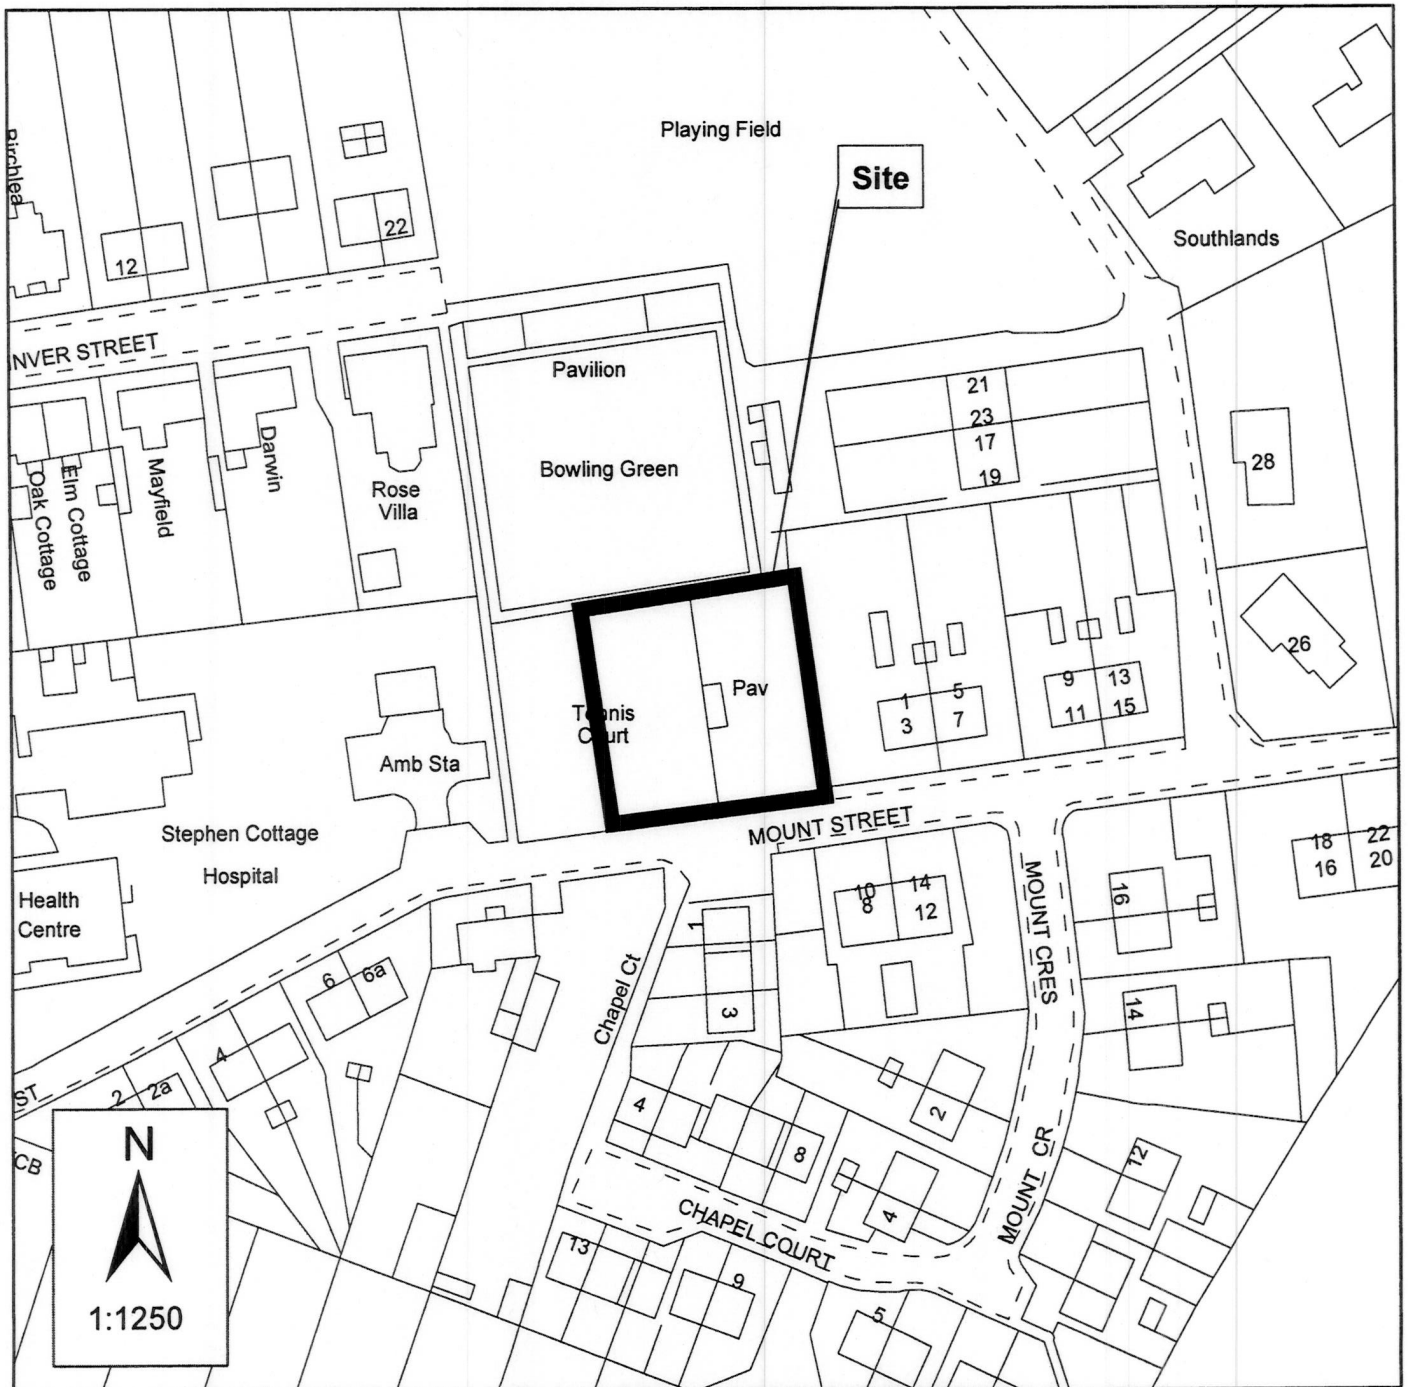 Playing Field
Site
Birchlea
Southlands
22
12
INVER STREET
Pavilion
21
23
17
19
Bowling Green
28
Darwin
Mayfield
Elm Cottage
Oak Cottage
Rose
Villa
26
Pav
Tennis
Court
1
5
3
7
9
13
11
15
Amb Sta
Stephen Cottage
Hospital
MOUNT STREET
Health
Centre
10
14
8
12
MOUNT CRES
16
18
22
16
20
1
3
Chapel Ct
6
6a
4
2
2a
ST
CB
14
4
8
2
4
12
MOUNT CR
CHAPEL COURT
13
9
5
N
1:1250